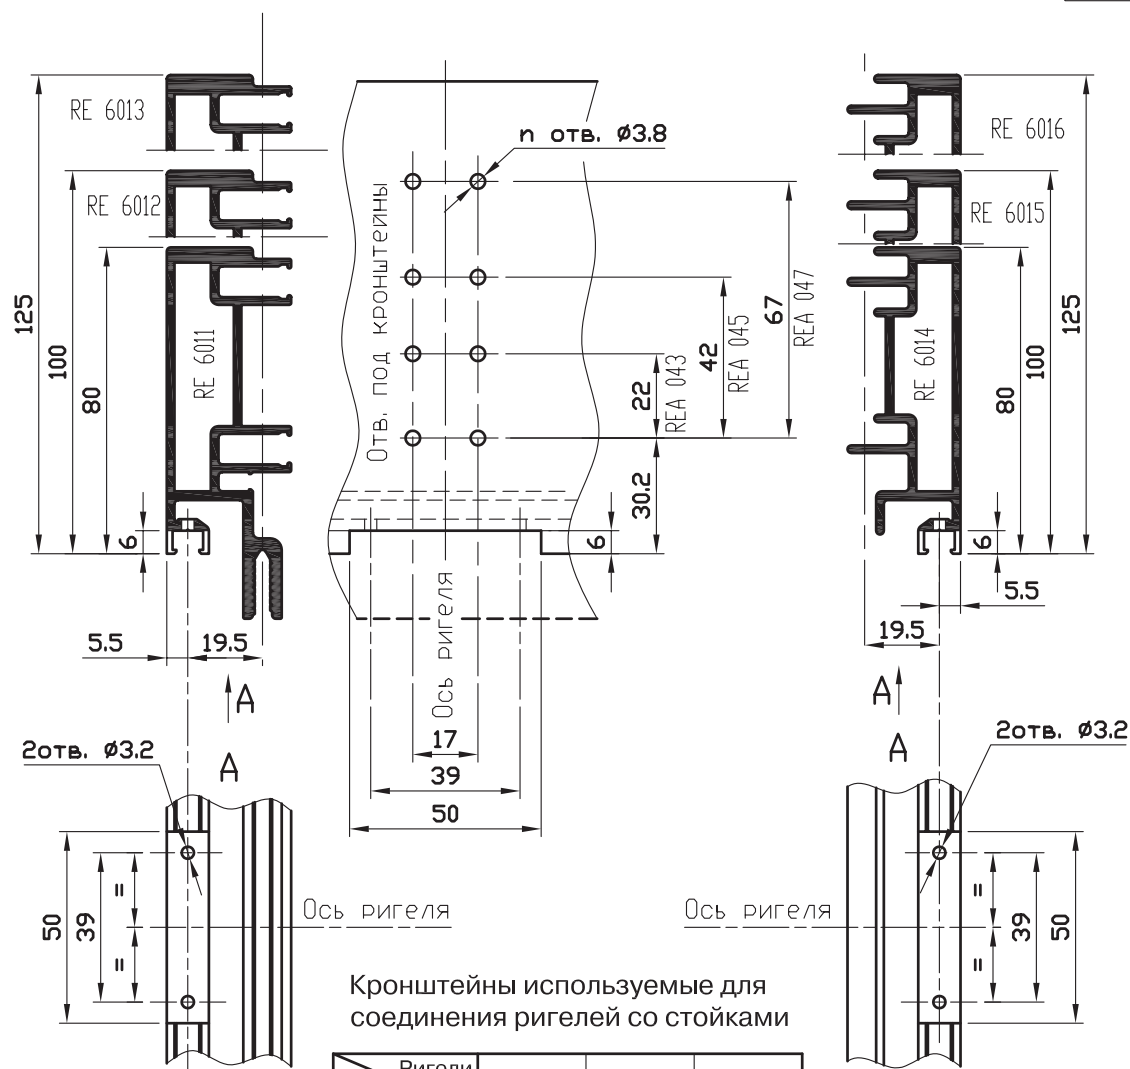 RE 6013
RE 6012
RE 6011
125
100
80
6
5.5
19.5
A
n отв. Ø3.8
Отв. под кронштейны
22
REA 043
42
REA 045
67
REA 047
30.2
6
Ось ригеля
17
39
50
RE 6016
RE 6015
RE 6014
80
100
125
6
5.5
19.5
A
2отв. Ø3.2
A
50
39
=
=
Ось ригеля
2отв. Ø3.2
A
Ось ригеля
=
=
39
50
Кронштейны используемые для
соединения ригелей со стойками
Ригели